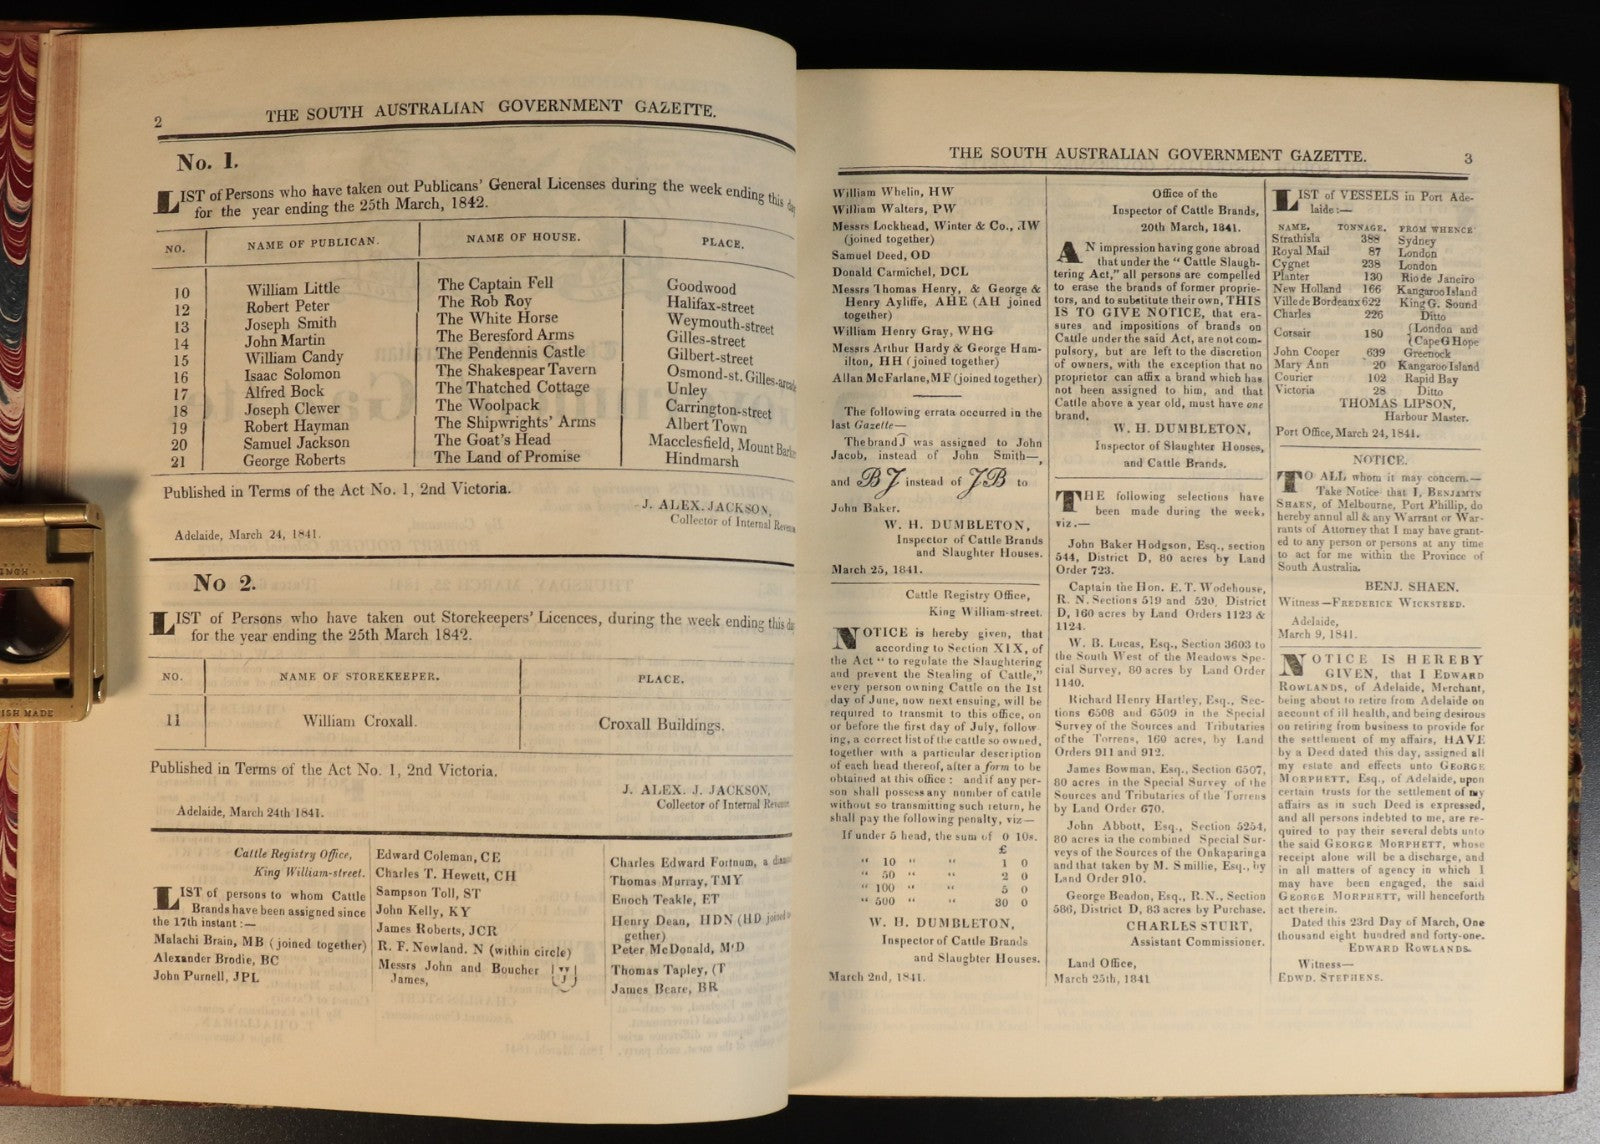 2
THE SOUTH AUSTRALIAN GOVERNMENT GAZETTE.
No. 1.
LIST of Persons who have taken out Publicans' General Licenses during the week ending this day
for the year ending the 25th March, 1842.
NO. NAME OF PUBLICAN. NAME OF HOUSE. PLACE.
10 William Little The Captain Fell Goodwood
12 Robert Peter The Rob Roy Halifax-street
13 Joseph Smith The White Horse Weymouth-street
14 John Martin The Beresford Arms Gilles-street
15 William Candy The Pendennis Castle Gilbert-street
16 Isaac Solomon The Shakespear Tavern Osmond-st. Gilles-arcade
17 Alfred Bock The Thatched Cottage Unley
18 Joseph Clewer The Woolpack Carrington-street
19 Robert Hayman The Shipwrights' Arms Albert Town
20 Samuel Jackson The Goat's Head Macclesfield, Mount Barker
21 George Roberts The Land of Promise Hindmarsh
Published in Terms of the Act No. 1, 2nd Victoria.
J. ALEX. JACKSON,
Collector of Internal Revenue
Adelaide, March 24, 1841.
No 2.
LIST of Persons who have taken out Storekeepers' Licences, during the week ending this day
for the year ending the 25th March 1842.
NO. NAME OF STOREKEEPER. PLACE.
11 William Croxall. Croxall Buildings.
Published in Terms of the Act No. 1, 2nd Victoria.
J. ALEX. J. JACKSON,
Collector of Internal Revenue
Adelaide, March 24th 1841.
Cattle Registry Office,
King William-street.
LIST of persons to whom Cattle
Brands have been assigned since
the 17th instant:—
Malachi Brain, MB (joined together)
Alexander Brodie, BC
John Purnell, JPL
Edward Coleman, CE
Charles T. Hewett, CH
Sampson Toll, ST
John Kelly, KY
James Roberts, JCR
R. F. Newland. N (within circle)
Messrs John and Boucher
James,
Charles Edward Fortnum, a
Thomas Murray, TMY
Enoch Teakle, ET
Henry Dean, HDN (HD joined to
gether)
Peter McDonald, M'D
Thomas Tapley, (T
James Beare, BR
THE SOUTH AUSTRALIAN GOVERNMENT GAZETTE.
3
William Whelin, HW
William Walters, PW
Messrs Lockhead, Winter & Co., JW
(joined together)
Samuel Deed, OD
Donald Carmichel, DCL
Messrs Thomas Henry, & George &
Henry Ayliffe, AHE (AH joined
together)
William Henry Gray, WHG
Messrs Arthur Hardy & George Ham-
ilton, HH (joined together)
Allan McFarlane, MF (joined together)
The following errata occurred in the
last Gazette—
The brand J was assigned to John
Jacob, instead of John Smith—,
and BJ instead of JB to
John Baker.
W. H. DUMBLETON,
Inspector of Cattle Brands
and Slaughter Houses.
March 25, 1841.
Cattle Registry Office,
King William-street.
NOTICE is hereby given, that
according to Section XIX, of
the Act "to regulate the Slaughtering
and prevent the Stealing of Cattle,"
every person owning Cattle on the 1st
day of June, now next ensuing, will be
required to transmit to this office, on
or before the first day of July, follow
ing, a correct list of the cattle so owned,
together with a particular description
of each head thereof, after a form to be
obtained at this office: and if any per-
son shall possess any number of cattle
without so transmitting such return, he
shall pay the following penalty, viz—
If under 5 head, the sum of 0 10s.
£
" 10 " " 1 0
" 50 " " 2 0
" 100 " " 5 0
" 500 " " 30 0
W. H. DUMBLETON,
Inspector of Cattle Brands
and Slaughter Houses.
March 2nd, 1841.
Office of the
Inspector of Cattle Brands,
20th March, 1841.
AN impression having gone abroad
that under the "Cattle Slaugh-
tering Act," all persons are compelled
to erase the brands of former proprie-
tors, and to substitute their own, THIS
IS TO GIVE NOTICE, that era-
sures and impositions of brands on
Cattle under the said Act, are not com-
pulsory, but are left to the discretion
of owners, with the exception that no
proprietor can affix a brand which has
not been assigned to him, and that
Cattle above a year old, must have one
brand.
W. H. DUMBLETON,
Inspector of Slaughter Houses,
and Cattle Brands.
THE following selections have
been made during the week,
viz.—
John Baker Hodgson, Esq., section
544, District D, 80 acres by Land
Order 723.
Captain the Hon. E. T. Wodehouse,
R. N. Sections 519 and 520, District
D, 160 acres by Land Orders 1123 &
1124.
W. B. Lucas, Esq., Section 3603 to
the South West of the Meadows Spe-
cial Survey, 80 acres by Land Order
1140.
Richard Henry Hartley, Esq., Sec-
tions 6508 and 6509 in the Special
Survey of the Sources and Tributaries
of the Torrens, 160 acres, by Land
Orders 911 and 912.
James Bowman, Esq., Section 6507,
80 acres in the Special Survey of the
Sources and Tributaries of the Torrens
by Land Order 670.
John Abbott, Esq., Section 5254,
80 acres in the combined Special Sur-
veys of the Sources of the Onkaparinga
and that taken by M. Smillie, Esq., by
Land Order 910.
George Beadon, Esq., R.N., Section
586, District D, 83 acres by Purchase.
CHARLES STURT,
Assistant Commissioner.
Land Office,
March 25th, 1841
LIST of VESSELS in Port Ade-
laide:—
NAME. TONNAGE. FROM WHENCE
Strathisla 388 Sydney
Royal Mail 87 London
Cygnet 238 London
Planter 130 Rio de Janeiro
New Holland 166 Kangaroo Island
Ville de Bordeaux 622 King G. Sound
Charles 226 Ditto
Corsair 180 {London and
Cape G Hope
John Cooper 639 Greenock
Mary Ann 20 Kangaroo Island
Courier 102 Rapid Bay
Victoria 28 Ditto
THOMAS LIPSON,
Harbour Master.
Port Office, March 24, 1841.
NOTICE.
TO ALL whom it may concern.—
Take Notice that I, BENJAMIN
SHAEN, of Melbourne, Port Phillip, do
hereby annul all & any Warrant or War-
rants of Attorney that I may have grant-
ed to any person or persons at any time
to act for me within the Province of
South Australia.
BENJ. SHAEN.
Witness—FREDERICK WICKSTEED.
Adelaide,
March 9, 1841.
NOTICE IS HEREBY
GIVEN, that I EDWARD
ROWLANDS, of Adelaide, Merchant,
being about to retire from Adelaide on
account of ill health, and being desirous
on retiring from business to provide for
the settlement of my affairs, HAVE
by a Deed dated this day, assigned all
my estate and effects unto GEORGE
MORPHETT, Esq., of Adelaide, upon
certain trusts for the settlement of my
affairs as in such Deed is expressed,
and all persons indebted to me, are re-
quired to pay their several debts unto
the said GEORGE MORPHETT, whose
receipt alone will be a discharge, and
in all matters of agency in which I
may have been engaged, the said
GEORGE MORPHETT, will henceforth
act therein.
Dated this 23rd Day of March, One
thousand eight hundred and forty-one.
EDWARD ROWLANDS.
Witness—
EDWD. STEPHENS.